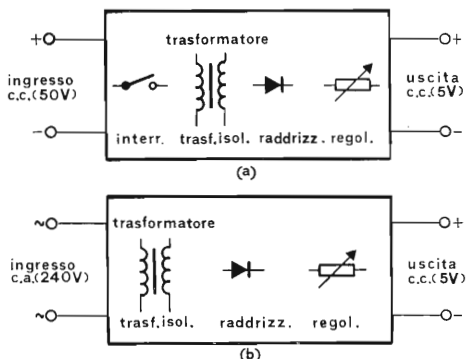 trasformatore
+ +
ingresso
c.c.(50V)
uscita
c.c.(5V)
− −
interr. trasf.isol. raddrizz. regol.
(a)
trasformatore
~ +
ingresso
c.a.(240V)
uscita
c.c.(5V)
~ −
trasf.isol. raddrizz. regol.
(b)